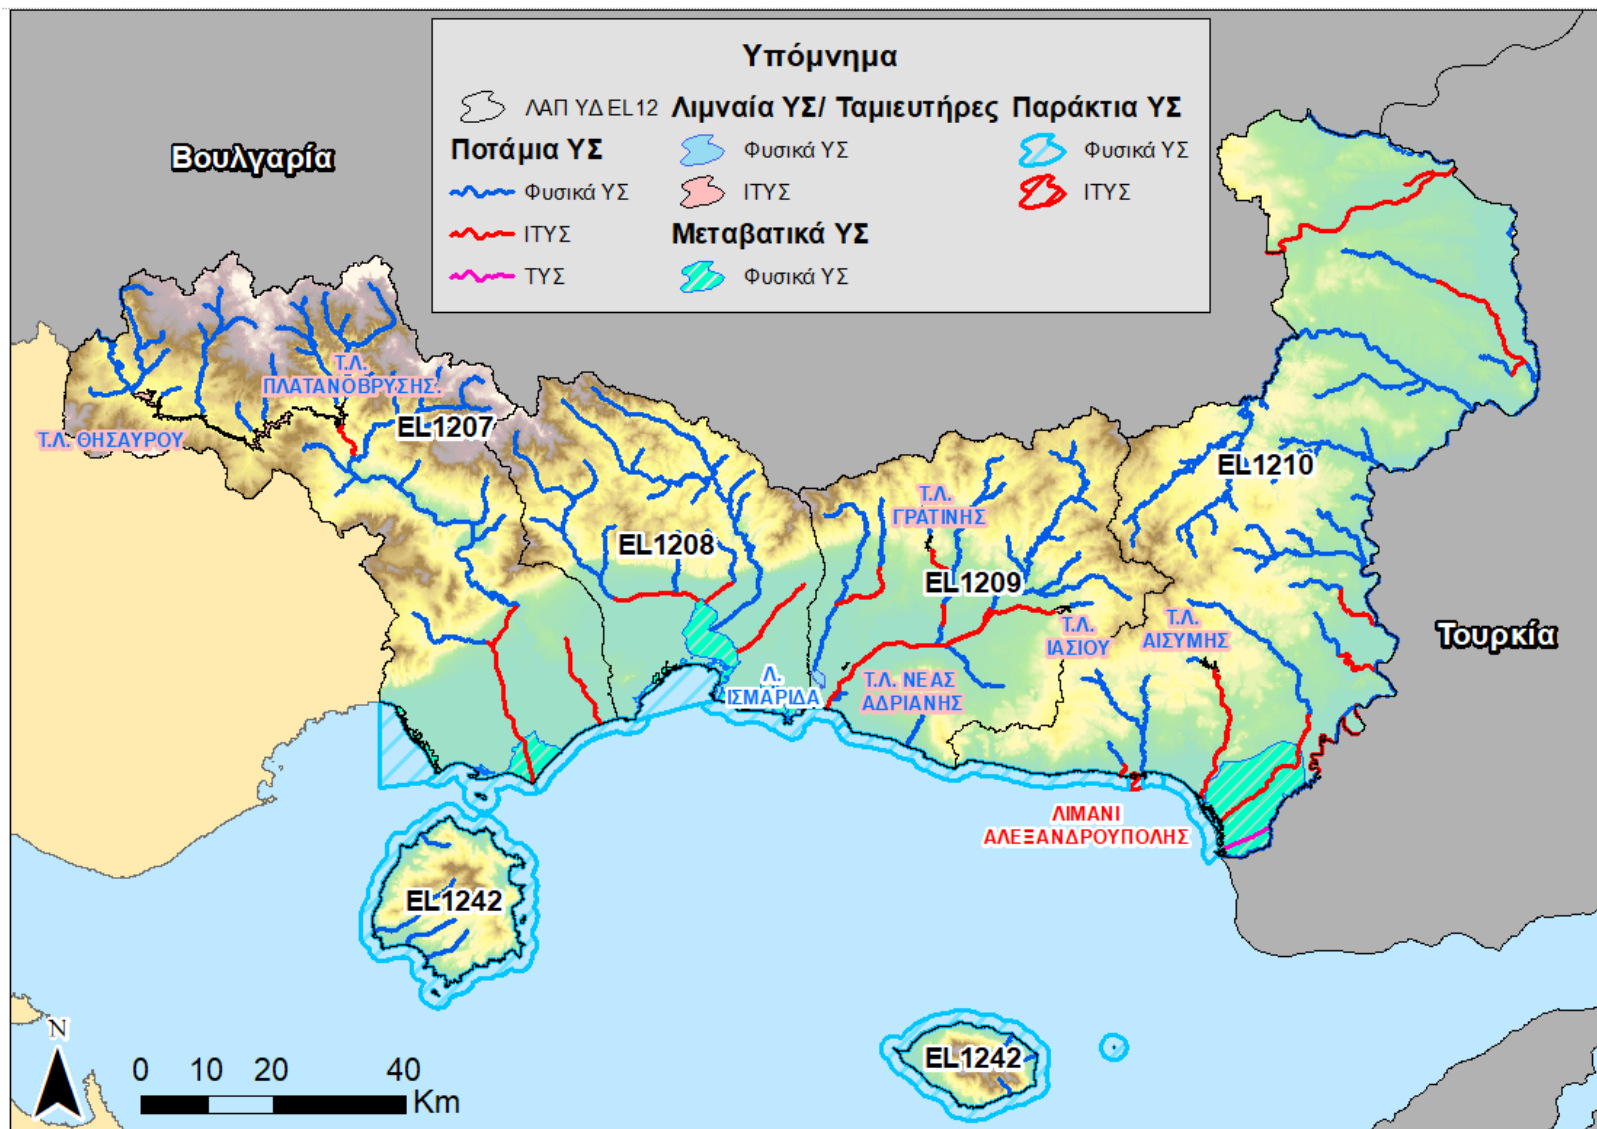 Υπόμνημα
ΛΑΠ ΥΔ EL12
Λιμναία ΥΣ/ Ταμιευτήρες
Παράκτια ΥΣ
Ποτάμια ΥΣ
Φυσικά ΥΣ
Φυσικά ΥΣ
Φυσικά ΥΣ
ΙΤΥΣ
ΙΤΥΣ
ΙΤΥΣ
Μεταβατικά ΥΣ
ΤΥΣ
Φυσικά ΥΣ
Βουλγαρία
Τ.Λ.
ΠΛΑΤΑΝΟΒΡΥΣΗΣ.
Τ.Λ. ΘΗΣΑΥΡΟΥ
EL1207
EL1210
Τ.Λ.
ΓΡΑΤΙΝΗΣ
EL1208
EL1209
Τ.Λ.
ΙΑΣΙΟΥ
Τ.Λ.
ΑΙΣΥΜΗΣ
Τουρκία
Λ.
ΙΣΜΑΡΙΔΑ
Τ.Λ. ΝΕΑΣ
ΑΔΡΙΑΝΗΣ
ΛΙΜΑΝΙ
ΑΛΕΞΑΝΔΡΟΥΠΟΛΗΣ
EL1242
EL1242
N
0 10 20 40
Km